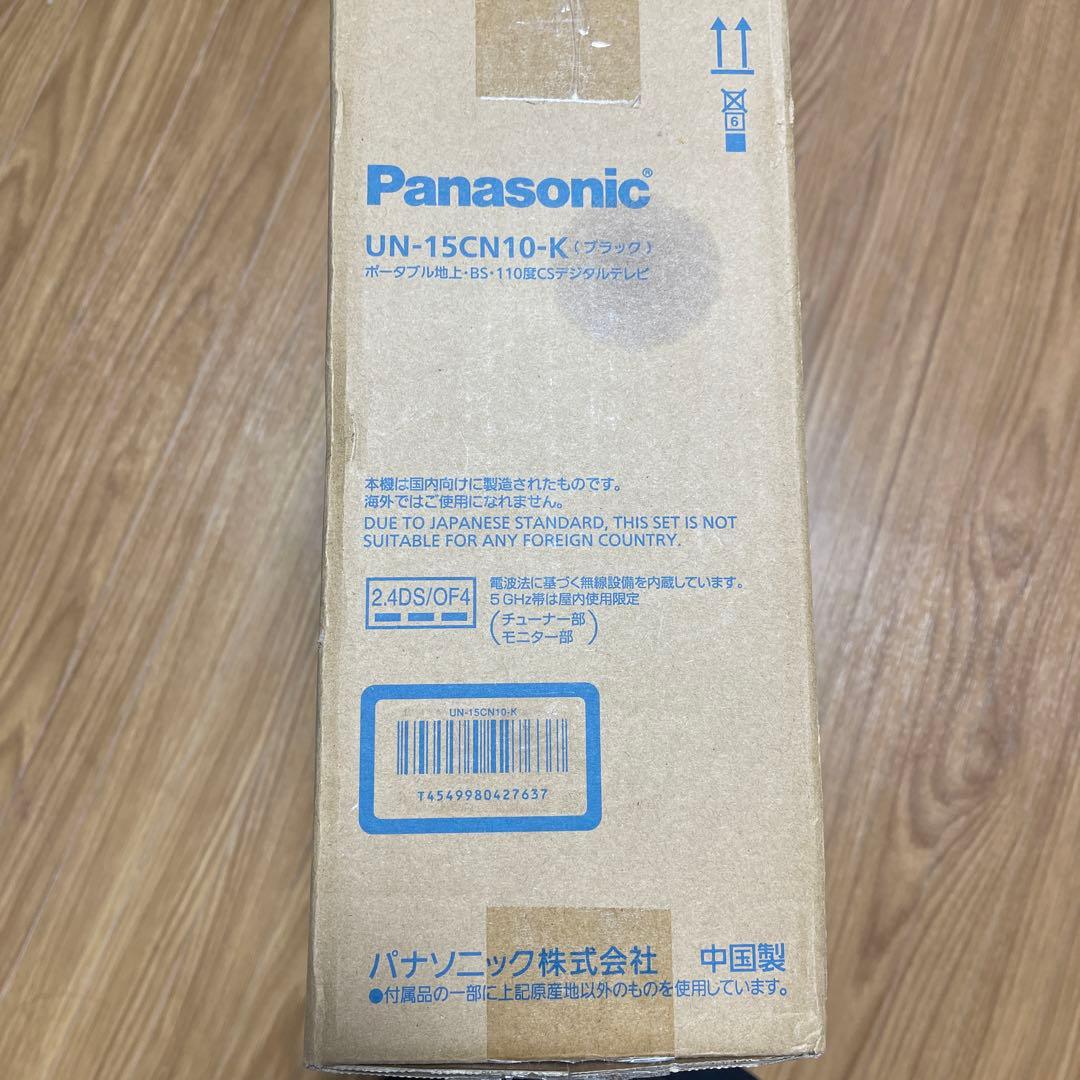 6
Panasonic®
UN-15CN10-K（ブラック）
ポータブル地上・BS・110度CSデジタルテレビ
本機は国内向けに製造されたものです。
海外ではご使用になれません。
DUE TO JAPANESE STANDARD, THIS SET IS NOT
SUITABLE FOR ANY FOREIGN COUNTRY.
2.4DS/OF4
電波法に基づく無線設備を内蔵しています。
5GHz帯は屋内使用限定
（チューナー部
モニター部）
UN-15CN10-K
T4549980427637
パナソニック株式会社 中国製
●付属品の一部に上記原産地以外のものを使用しています。